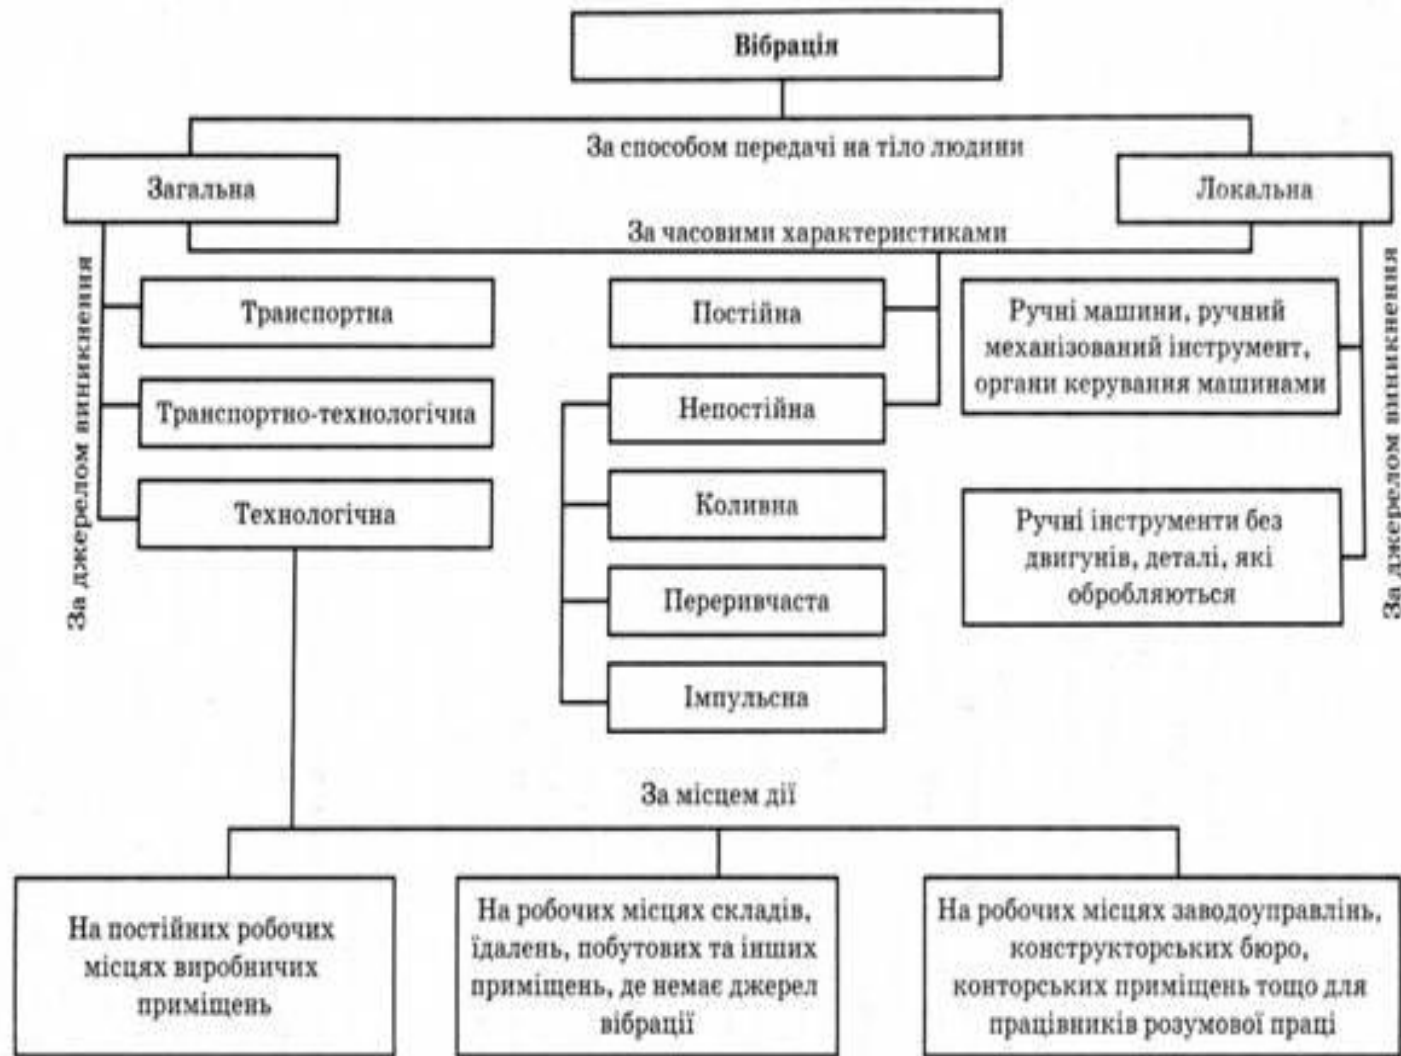 Вібрація
За способом передачі на тіло людини
Загальна
Локальна
За часовими характеристиками
За джерелом виникнення
Транспортна
Транспортно-технологічна
Технологічна
Постійна
Непостійна
Коливна
Переривчаста
Імпульсна
Ручні машини, ручний
механізований інструмент,
органи керування машинами
Ручні інструменти без
двигунів, деталі, які
обробляються
За джерелом виникнення
За місцем дії
На постійних робочих
місцях виробничих
приміщень
На робочих місцях складів,
їдалень, побутових та інших
приміщень, де немає джерел
вібрації
На робочих місцях заводоуправлінь,
конструкторських бюро,
конторських приміщень тощо для
працівників розумової праці